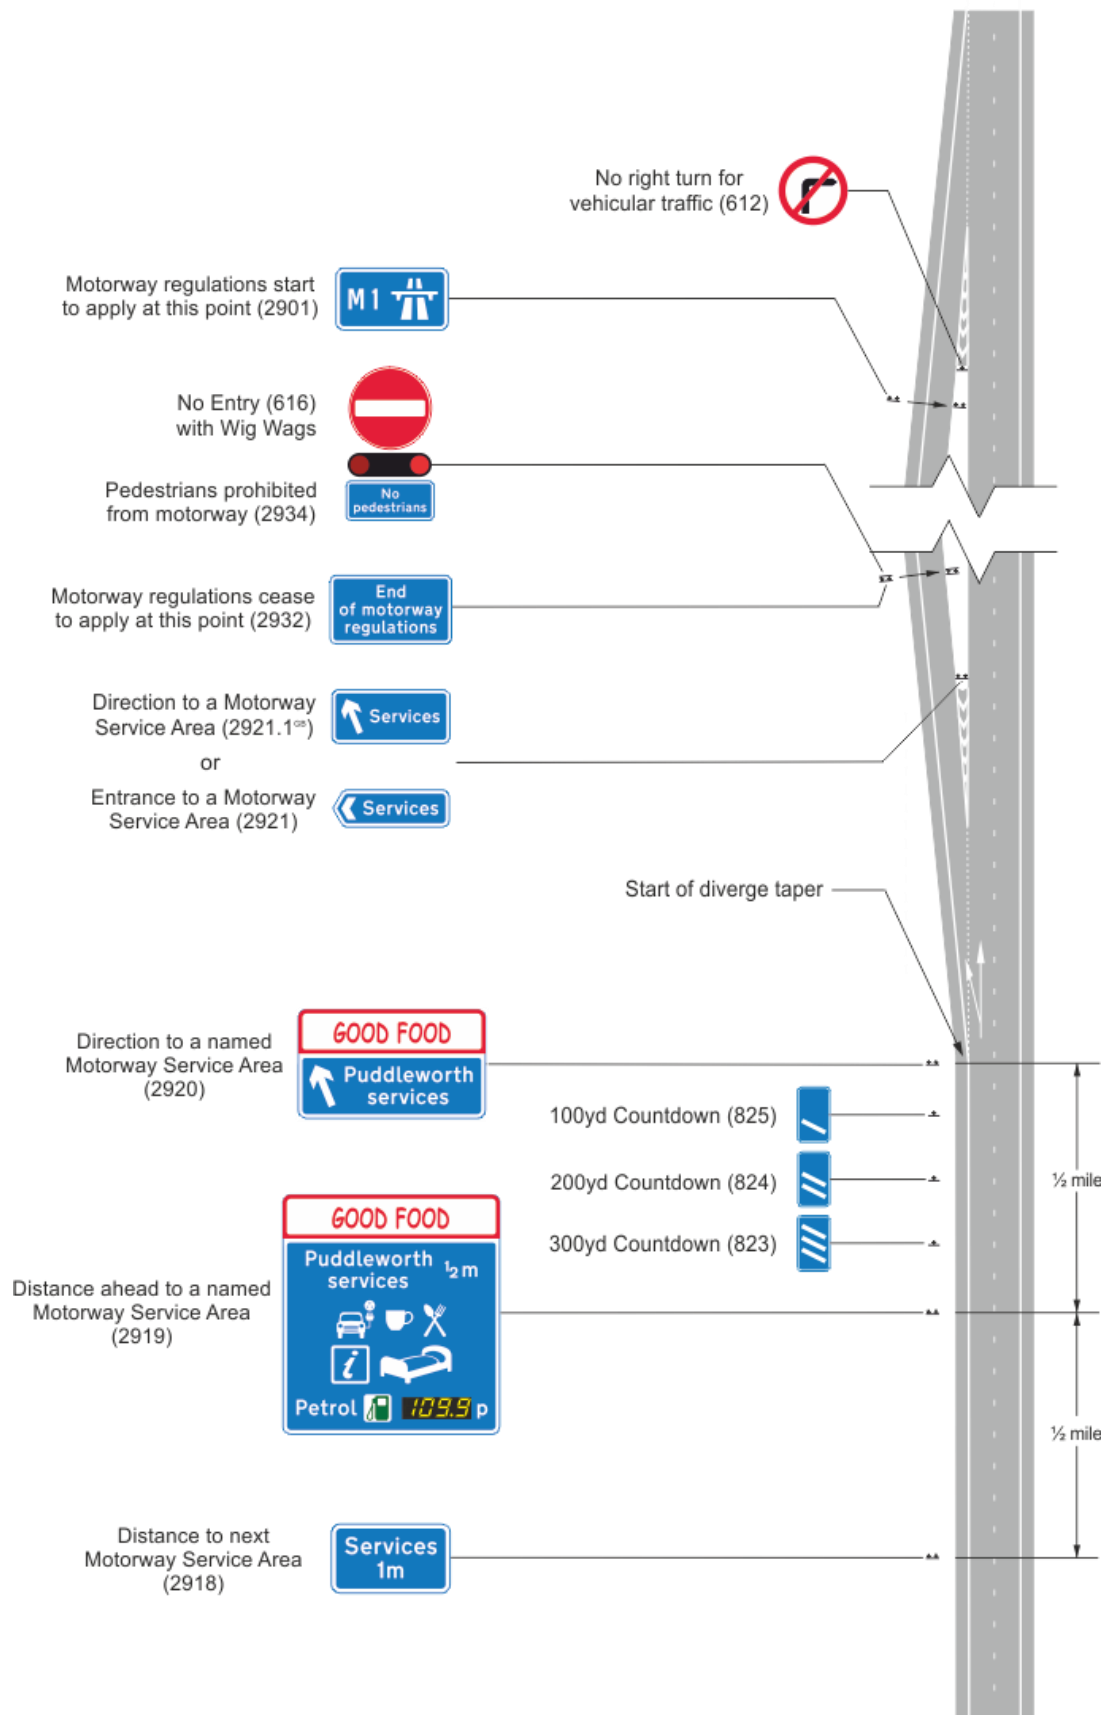 No right turn for
vehicular traffic (612)
Motorway regulations start
to apply at this point (2901)
M1
No Entry (616)
with Wig Wags
Pedestrians prohibited
from motorway (2934)
No
pedestrians
Motorway regulations cease
to apply at this point (2932)
End
of motorway
regulations
Direction to a Motorway
Service Area (2921.1ᴳᴮ)
Services
or
Entrance to a Motorway
Service Area (2921)
Services
Start of diverge taper
Direction to a named
Motorway Service Area
(2920)
GOOD FOOD
Puddleworth
services
100yd Countdown (825)
200yd Countdown (824)
300yd Countdown (823)
½ mile
Distance ahead to a named
Motorway Service Area
(2919)
GOOD FOOD
Puddleworth
services
½ m
i
Petrol 109.9 p
½ mile
Distance to next
Motorway Service Area
(2918)
Services
1m